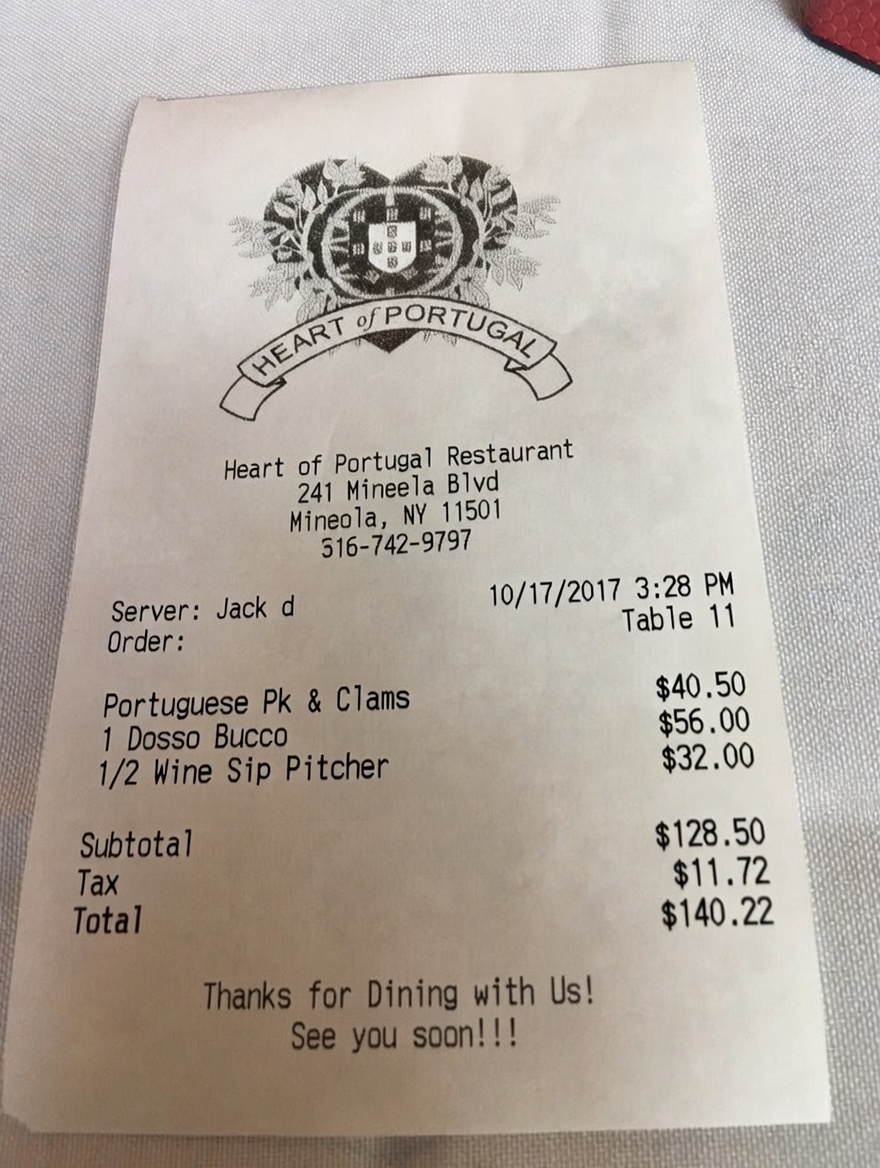 HEART of PORTUGAL
Heart of Portugal Restaurant
241 Mineela Blvd
Mineola, NY 11501
516-742-9797
Server: Jack d 10/17/2017 3:28 PM
Order: Table 11
Portuguese Pk & Clams $40.50
1 Dosso Bucco $56.00
1/2 Wine Sip Pitcher $32.00
Subtotal $128.50
Tax $11.72
Total $140.22
Thanks for Dining with Us!
See you soon!!!